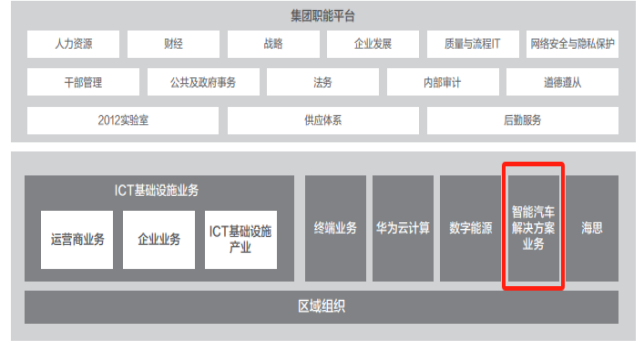 集团职能平台
人力资源
财经
战略
企业发展
质量与流程IT
网络安全与隐私保护
干部管理
公共及政府事务
法务
内部审计
道德遵从
2012实验室
供应体系
后勤服务
ICT基础设施业务
运营商业务
企业业务
ICT基础设施
产业
终端业务
华为云计算
数字能源
智能汽车
解决方案
业务
海思
区域组织